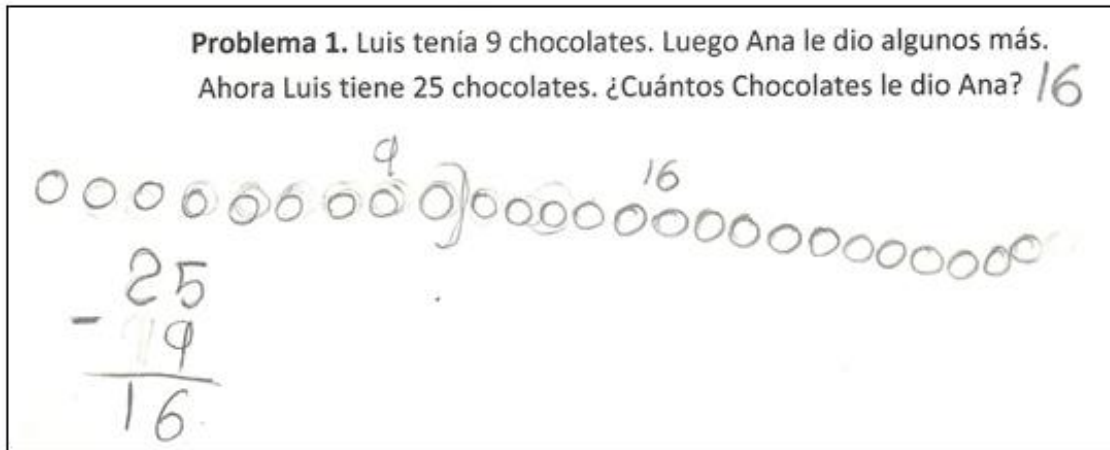 Problema 1. Luis tenía 9 chocolates. Luego Ana le dio algunos más.
Ahora Luis tiene 25 chocolates. ¿Cuántos Chocolates le dio Ana? 16
9 16
25
- 9
16